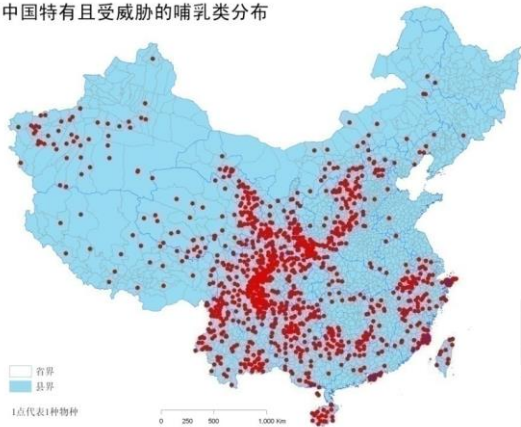 中国特有且受威胁的哺乳类分布
省界
县界
1点代表1种物种
0 250 500 1,000 Km